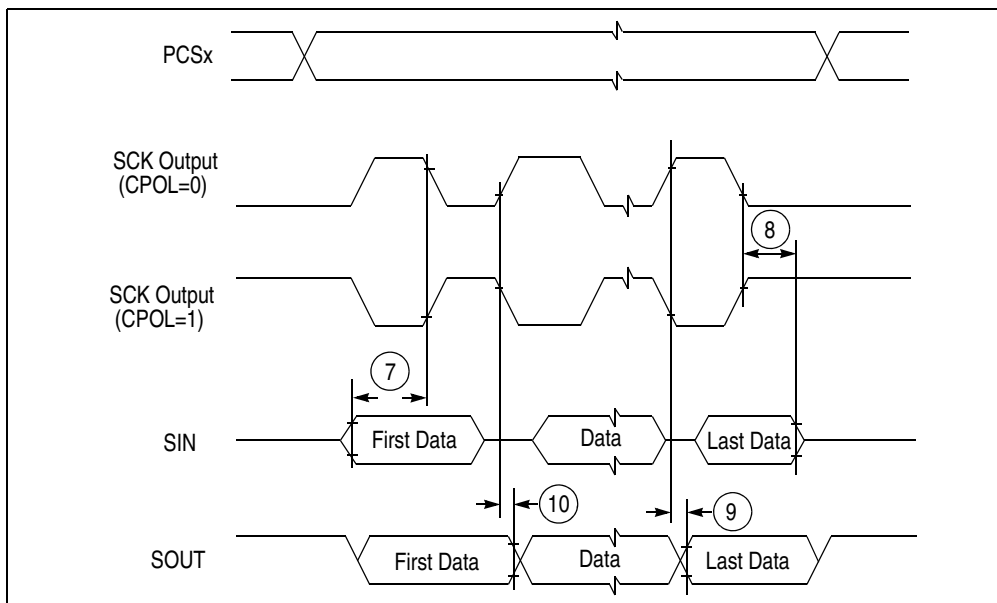 PCSx
SCK Output
(CPOL=0)
8
SCK Output
(CPOL=1)
7
SIN
First Data
Data
Last Data
10
9
SOUT
First Data
Data
Last Data